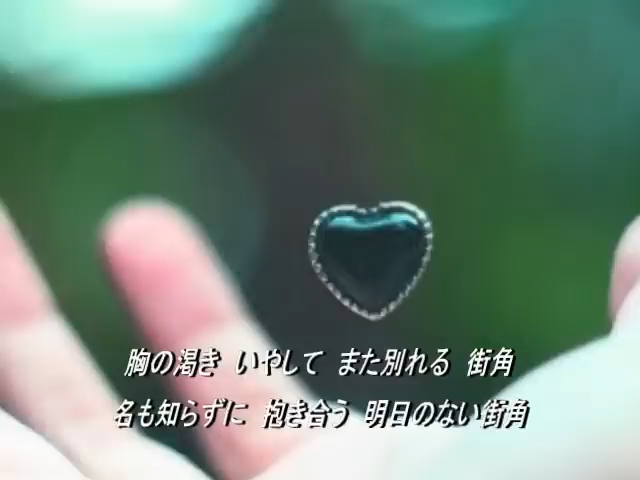 胸の渇き いやして また別れる 街角
名も知らずに 抱き合う 明日のない街角